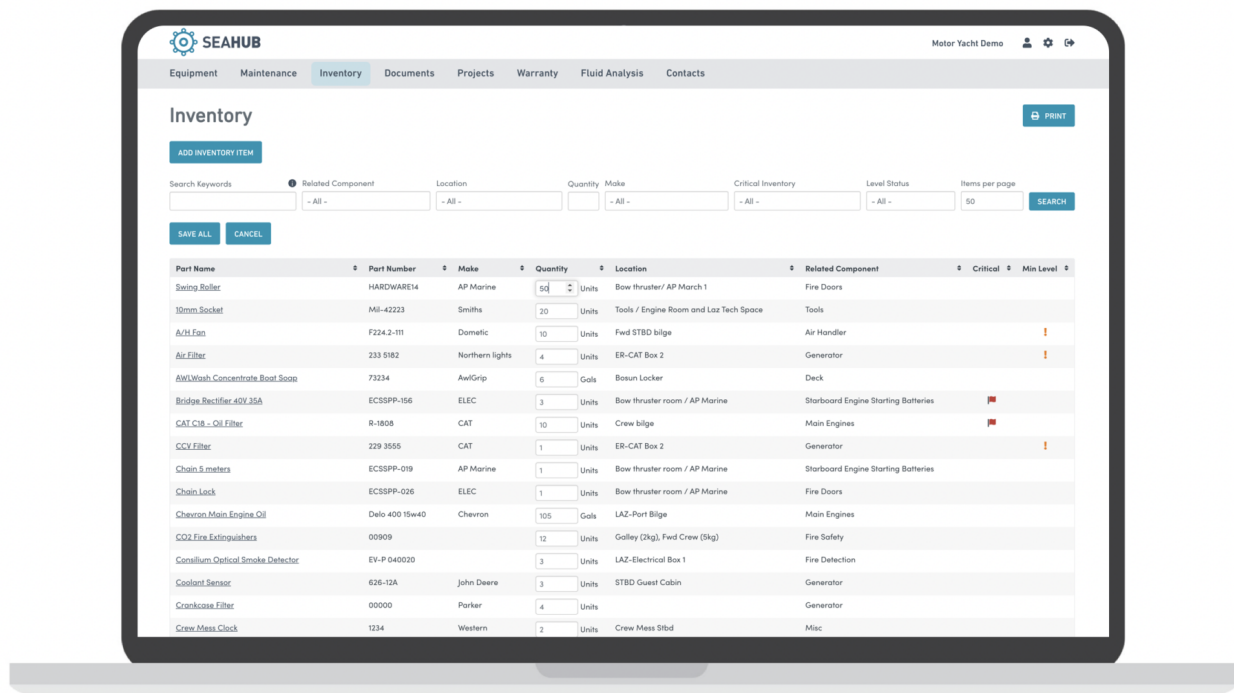 SEAHUB
Motor Yacht Demo
Equipment Maintenance Inventory Documents Projects Warranty Fluid Analysis Contacts
Inventory
PRINT
ADD INVENTORY ITEM
Search Keywords Related Component Location Quantity Make Critical Inventory Level Status Items per page
- All - - All - - All - - All - - All - 50 SEARCH
SAVE ALL CANCEL
Part Name Part Number Make Quantity Location Related Component Critical Min Level
Swing Roller HARDWARE14 AP Marine 50 Units Bow thruster/ AP March 1 Fire Doors
10mm Socket Mil-42223 Smiths 20 Units Tools / Engine Room and Laz Tech Space Tools
A/H Fan F224.2-111 Dometic 10 Units Fwd STBD bilge Air Handler !
Air Filter 233 5182 Northern lights 4 Units ER-CAT Box 2 Generator !
AWLWash Concentrate Boat Soap 73234 AwlGrip 6 Gals Bosun Locker Deck
Bridge Rectifier 40V 35A ECSSPP-156 ELEC 3 Units Bow thruster room / AP Marine Starboard Engine Starting Batteries
CAT C18 - Oil Filter R-1808 CAT 10 Units Crew bilge Main Engines
CCV Filter 229 3555 CAT 1 Units ER-CAT Box 2 Generator !
Chain 5 meters ECSSPP-019 AP Marine 1 Units Bow thruster room / AP Marine Starboard Engine Starting Batteries
Chain Lock ECSSPP-026 ELEC 1 Units Bow thruster room / AP Marine Fire Doors
Chevron Main Engine Oil Delo 400 15w40 Chevron 105 Gals LAZ-Port Bilge Main Engines
CO2 Fire Extinguishers 00909 12 Units Galley (2kg), Fwd Crew (5kg) Fire Safety
Consilium Optical Smoke Detector EV-P 040020 3 Units LAZ-Electrical Box 1 Fire Detection
Coolant Sensor 626-12A John Deere 3 Units STBD Guest Cabin Generator
Crankcase Filter 00000 Parker 4 Units Generator
Crew Mess Clock 1234 Western 2 Units Crew Mess Stbd Misc